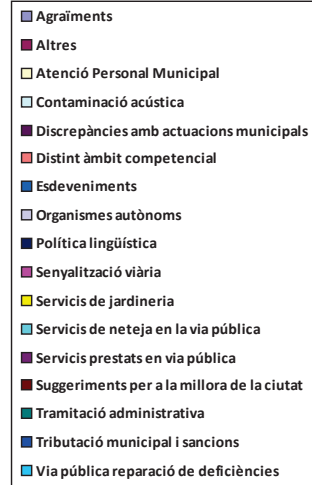 Agraïments
Altres
Atenció Personal Municipal
Contaminació acústica
Discrepàncies amb actuacions municipals
Distint àmbit competencial
Esdeveniments
Organismes autònoms
Política lingüística
Senyalització viària
Servicis de jardineria
Servicis de neteja en la via pública
Servicis prestats en via pública
Suggeriments per a la millora de la ciutat
Tramitació administrativa
Tributació municipal i sancions
Via pública reparació de deficiències